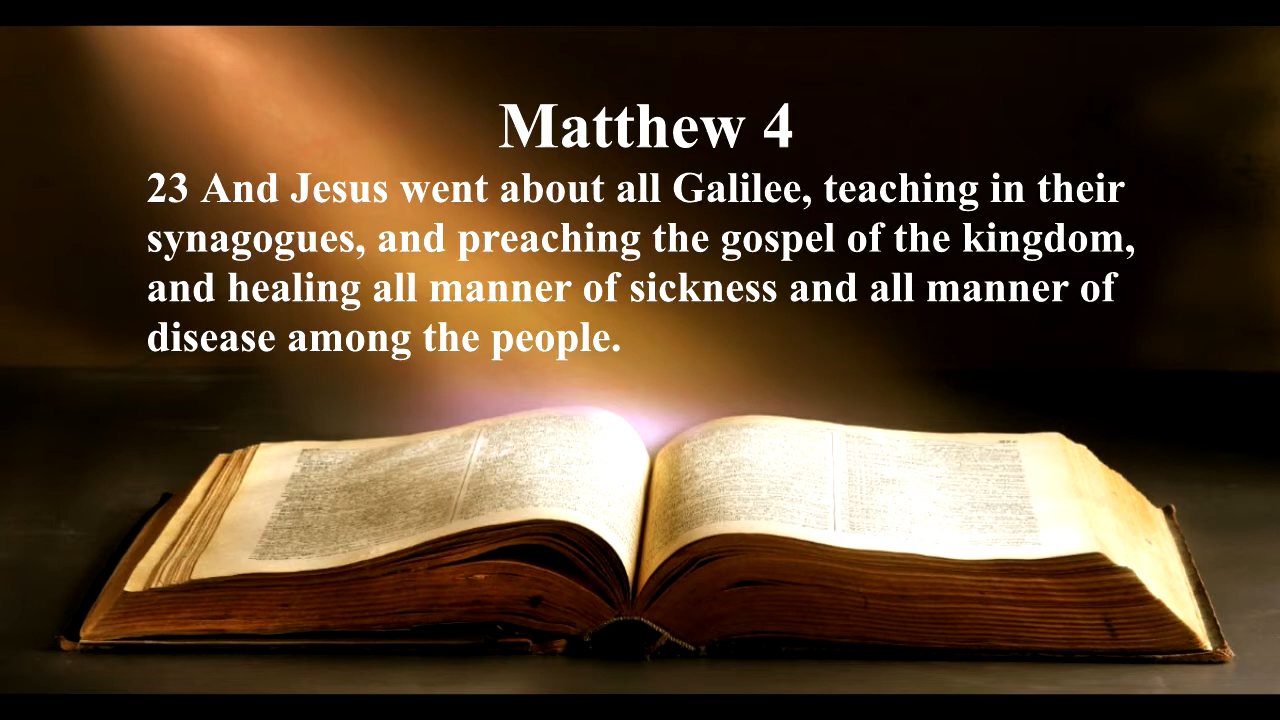 Matthew 4
23 And Jesus went about all Galilee, teaching in their
synagogues, and preaching the gospel of the kingdom,
and healing all manner of sickness and all manner of
disease among the people.